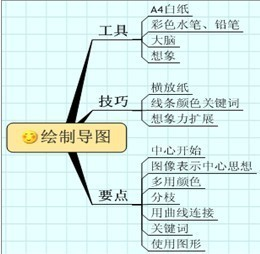 工具
A4白纸
彩色水笔、铅笔
大脑
想象
技巧
横放纸
线条颜色关键词
想象力扩展
绘制导图
要点
中心开始
图像表示中心思想
多用颜色
分枝
用曲线连接
关键词
使用图形